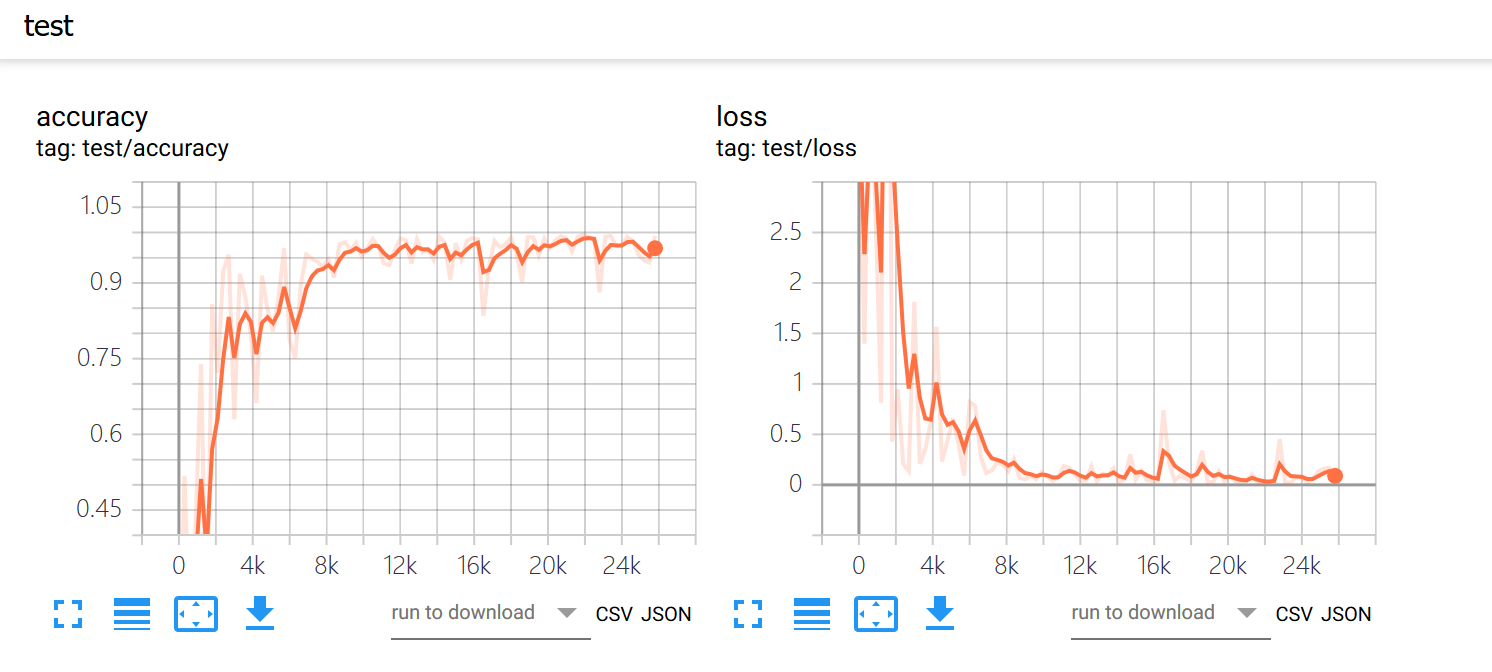 test
accuracy
tag: test/accuracy
1.05
0.9
0.75
0.6
0.45
0 4k 8k 12k 16k 20k 24k
run to download CSV JSON
loss
tag: test/loss
2.5
2
1.5
1
0.5
0
0 4k 8k 12k 16k 20k 24k
run to download CSV JSON